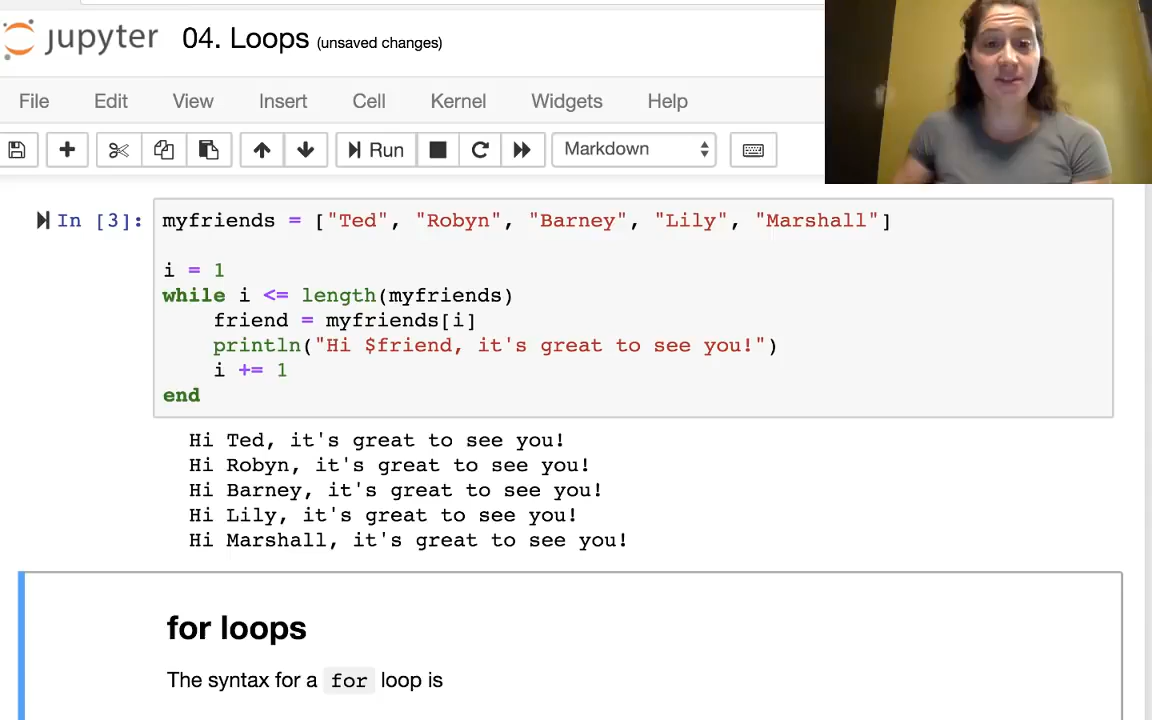 jupyter 04. Loops (unsaved changes)
File Edit View Insert Cell Kernel Widgets Help
Run Markdown
In [3]: myfriends = ["Ted", "Robyn", "Barney", "Lily", "Marshall"]
i = 1
while i <= length(myfriends)
friend = myfriends[i]
println("Hi $friend, it's great to see you!")
i += 1
end
Hi Ted, it's great to see you!
Hi Robyn, it's great to see you!
Hi Barney, it's great to see you!
Hi Lily, it's great to see you!
Hi Marshall, it's great to see you!
for loops
The syntax for a for loop is